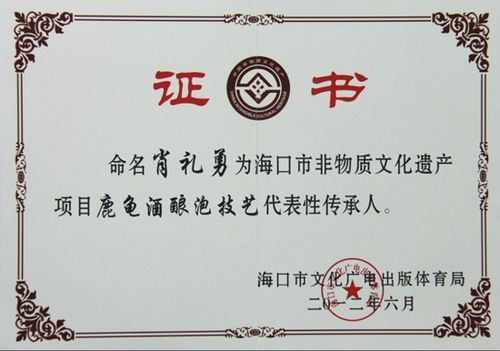 证书
命名肖礼勇为海口市非物质文化遗产
项目鹿龟酒酿泡技艺代表性传承人。
海口市文化广电出版体育局
二〇一二年六月